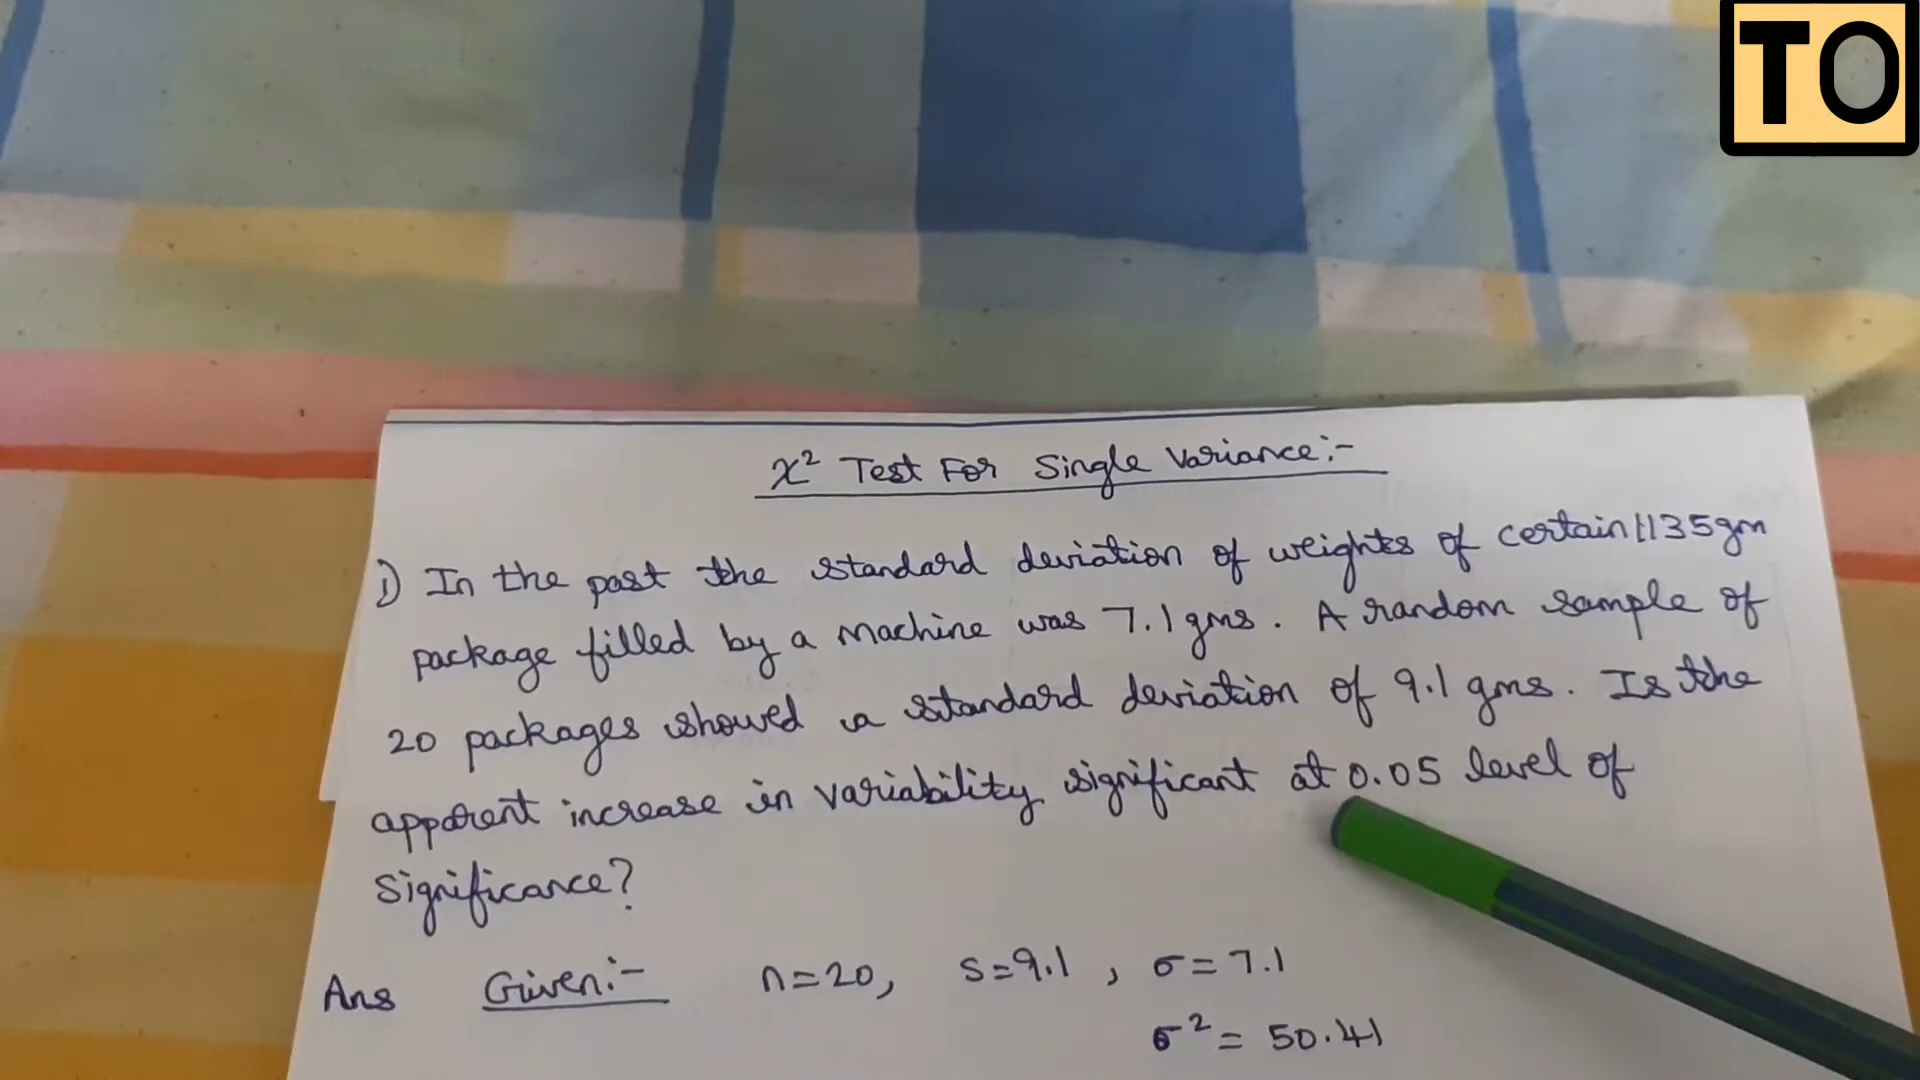 TO
χ² Test For Single Variance:-
1) In the past the standard deviation of weights of certain 1135gm
package filled by a machine was 7.1 gms. A random sample of
20 packages showed a standard deviation of 9.1 gms. Is the
apparent increase in variability significant at 0.05 level of
significance?
Ans Given:- n=20, s=9.1, σ=7.1
σ² = 50.41